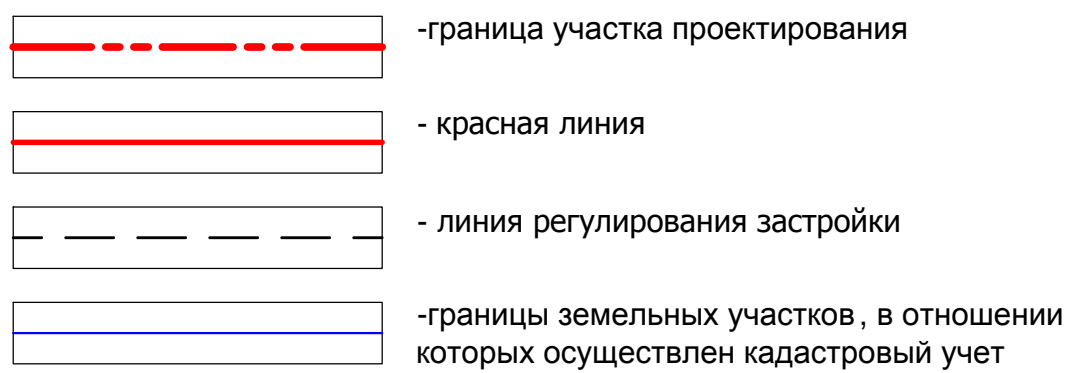 -граница участка проектирования
- красная линия
- линия регулирования застройки
-границы земельных участков, в отношении
которых осуществлен кадастровый учет